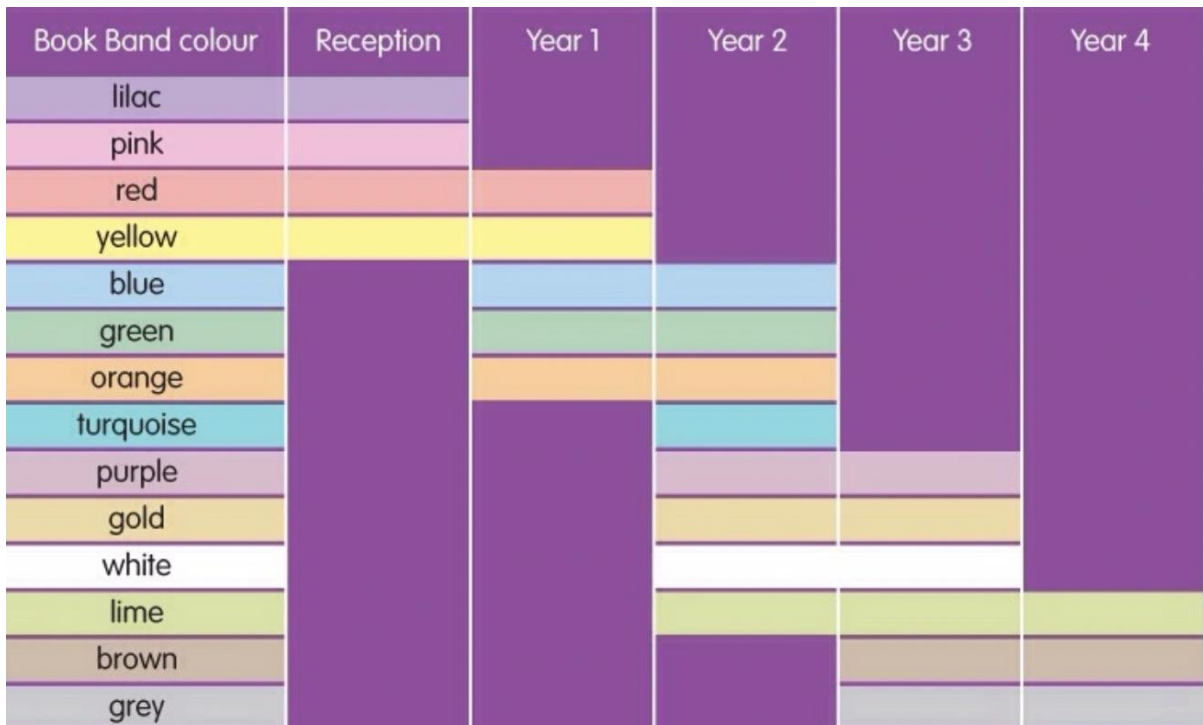 Book Band colour Reception Year 1 Year 2 Year 3 Year 4
lilac
pink
red
yellow
blue
green
orange
turquoise
purple
gold
white
lime
brown
grey